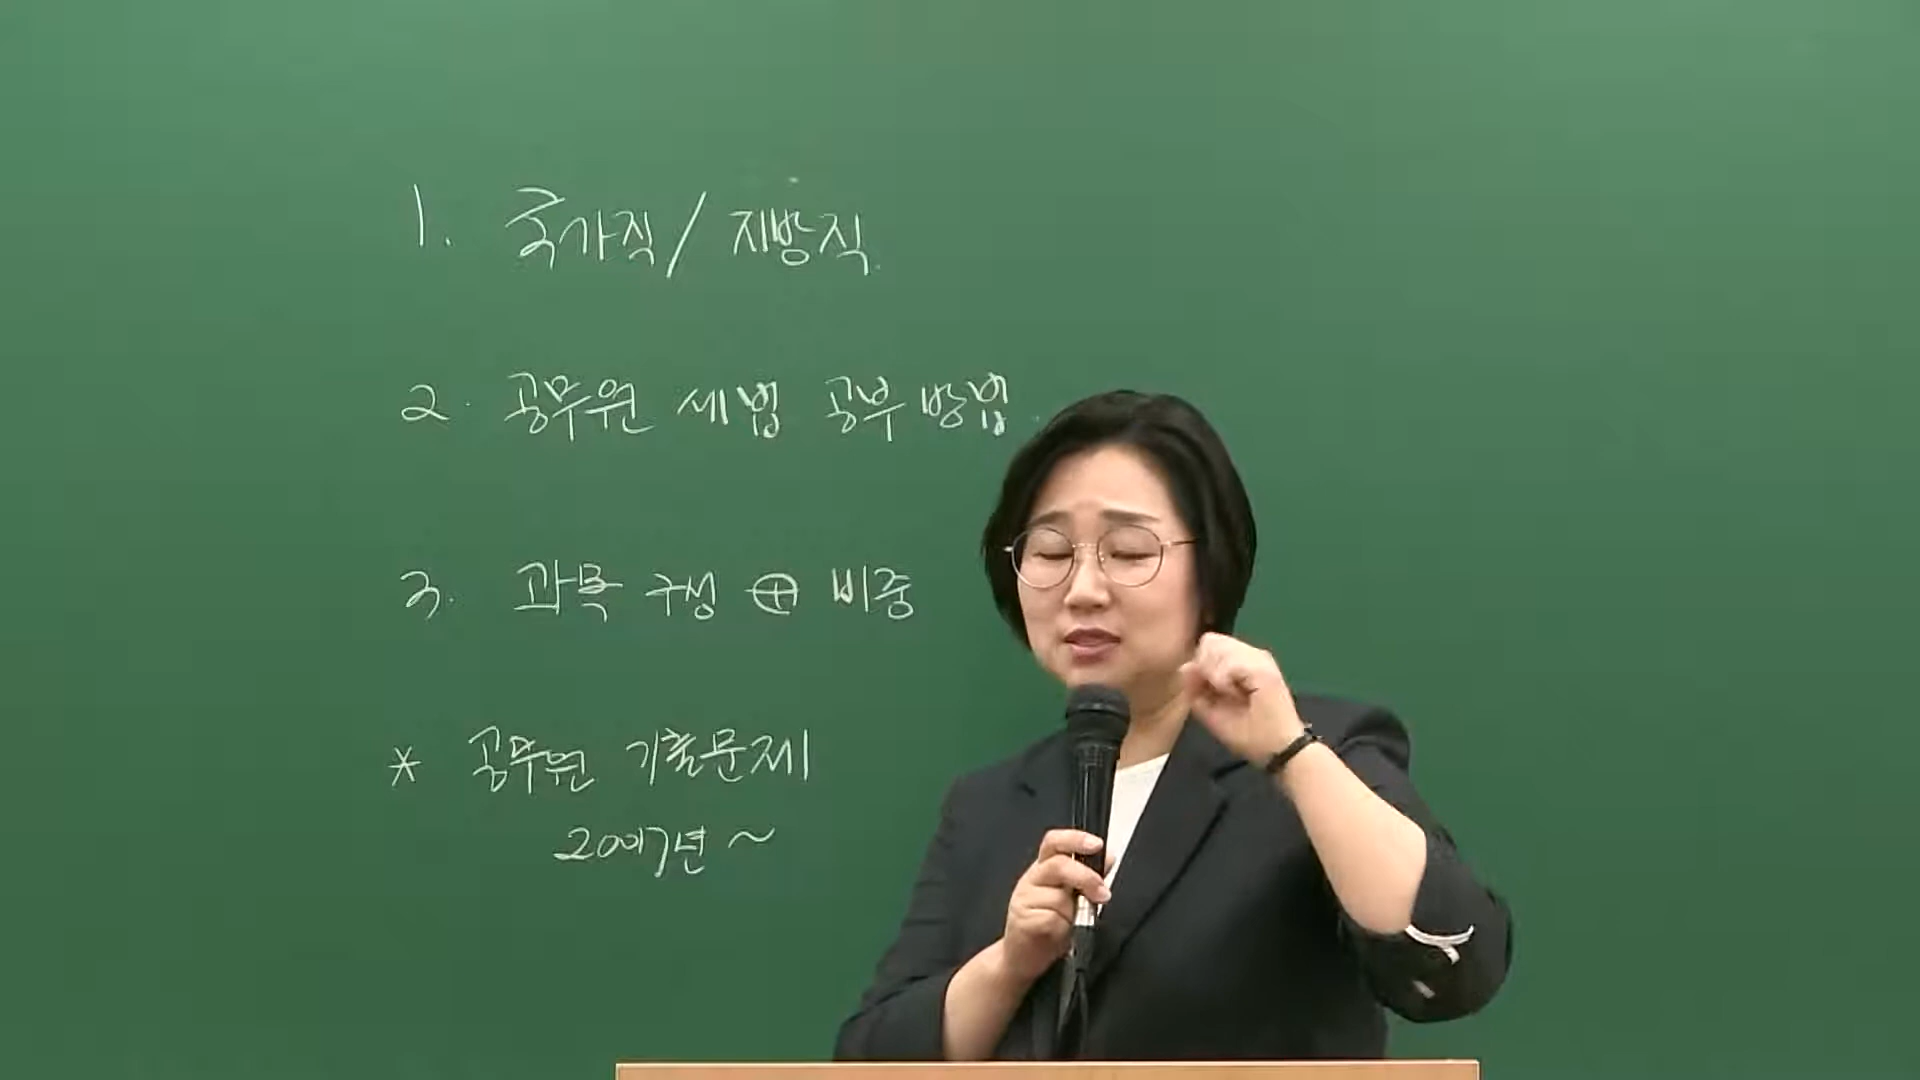 1. 국가직 / 지방직.
2. 공무원 세법 공부 방법.
3. 과목 구성 ⊕ 비중
* 공무원 기출문제
2007년 ~